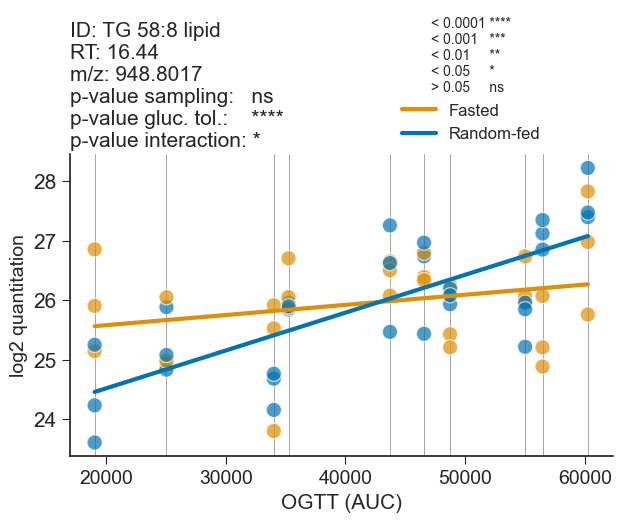 ID: TG 58:8 lipid
RT: 16.44
m/z: 948.8017
p-value sampling: ns
p-value gluc. tol.: ****
p-value interaction: *
< 0.0001 ****
< 0.001 ***
< 0.01 **
< 0.05 *
> 0.05 ns
Fasted
Random-fed
28
27
26
25
24
log2 quantitation
20000 30000 40000 50000 60000
OGTT (AUC)